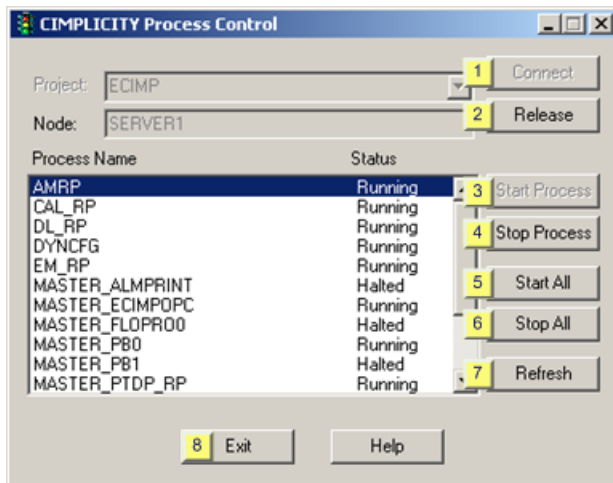 CIMPLICITY Process Control
Project: ECIMP
1 Connect
Node: SERVER1
2 Release
Process Name Status
AMRP Running
3 Start Process
CAL_RP Running
DL_RP Running
4 Stop Process
DYNCFG Running
EM_RP Running
5 Start All
MASTER_ALMPRINT Halted
MASTER_ECIMPOPC Running
6 Stop All
MASTER_FLOPRO0 Halted
MASTER_PB0 Running
MASTER_PB1 Halted
7 Refresh
MASTER_PTDP_RP Running
8 Exit
Help